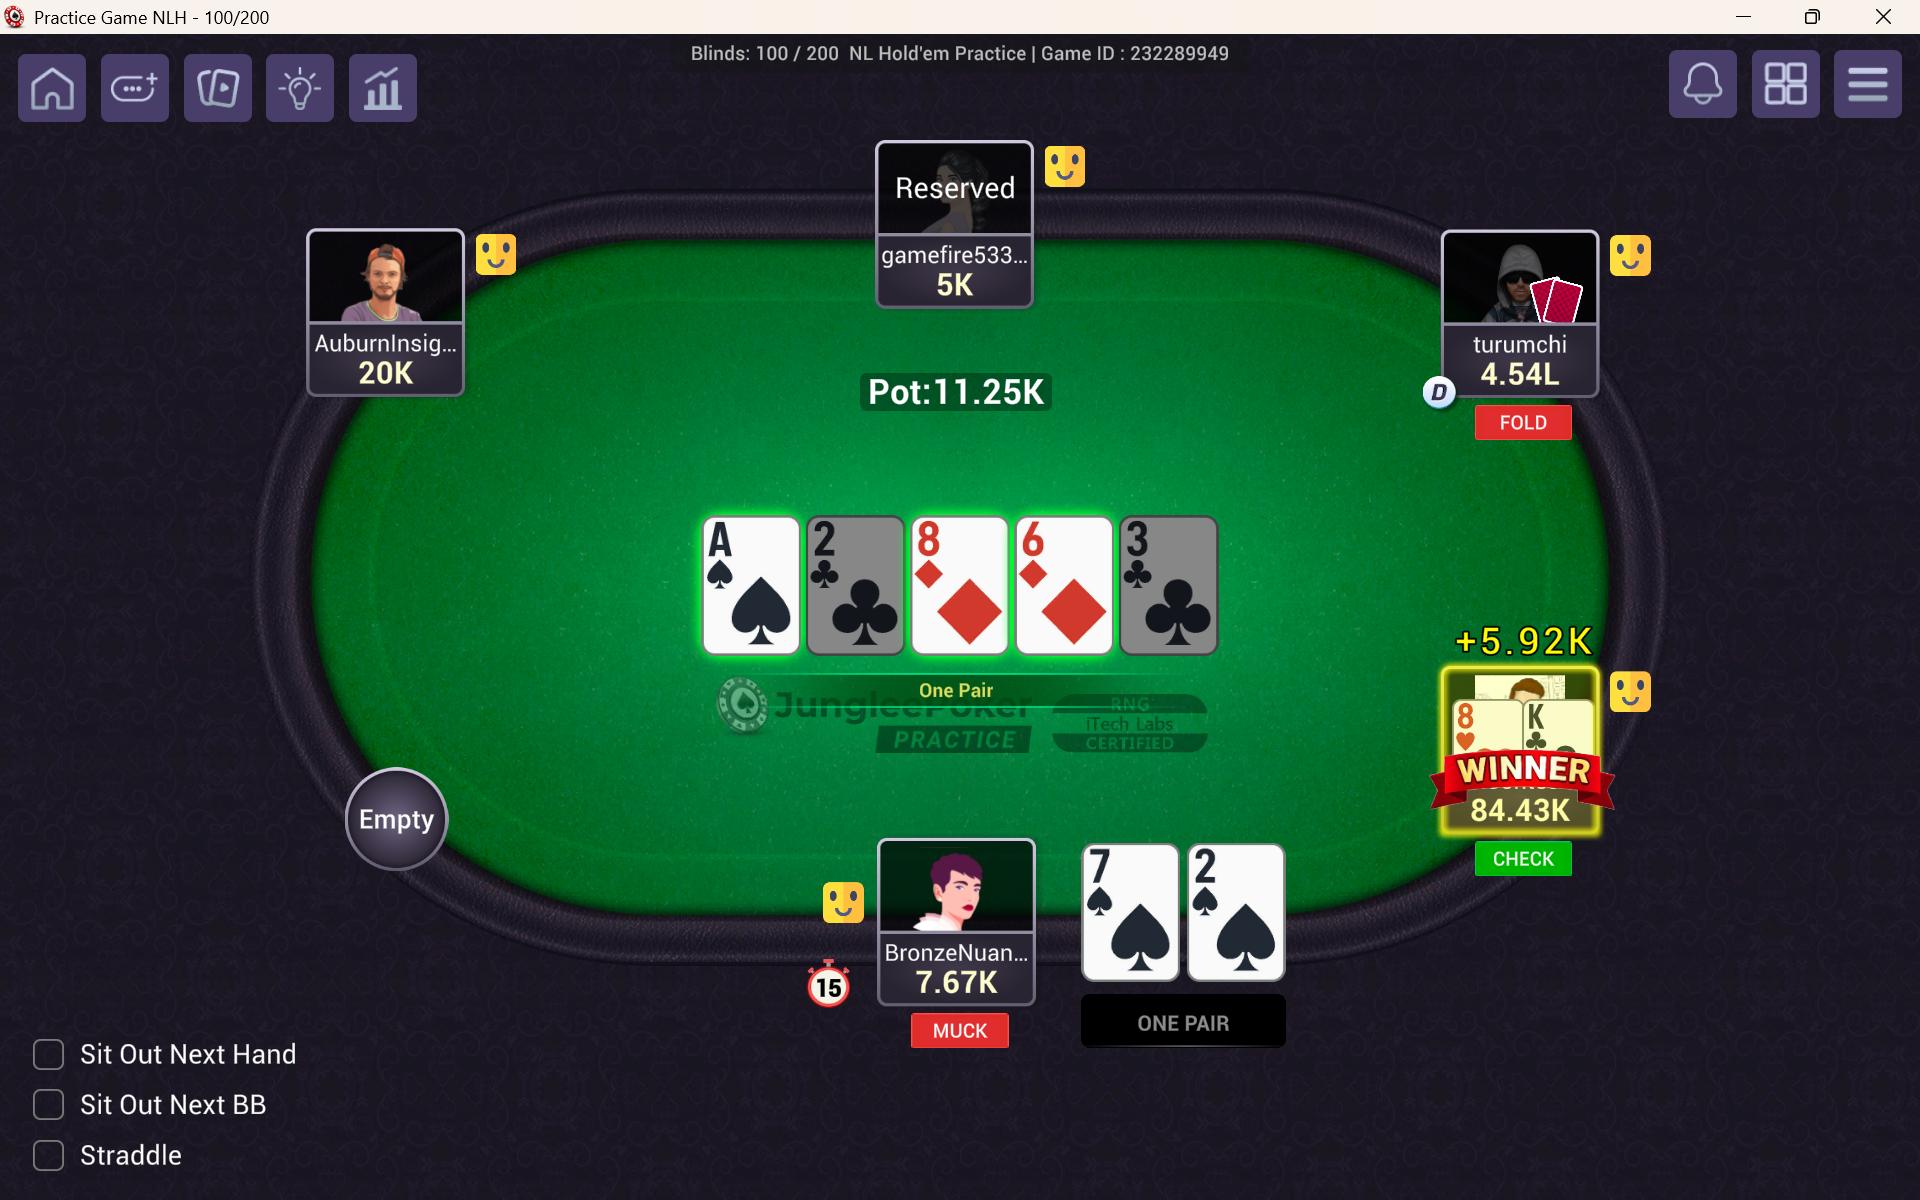 Practice Game NLH - 100/200
Blinds: 100 / 200 NL Hold'em Practice | Game ID : 232289949
Reserved
gamefire533...
5K
AuburnInsig...
20K
turumchi
4.54L
D
FOLD
Pot:11.25K
A
2
8
6
3
+5.92K
One Pair
JungleePoker
PRACTICE
RNG
iTech Labs
CERTIFIED
8
K
WINNER
84.43K
CHECK
Empty
7
2
BronzeNuan...
7.67K
15
MUCK
ONE PAIR
Sit Out Next Hand
Sit Out Next BB
Straddle